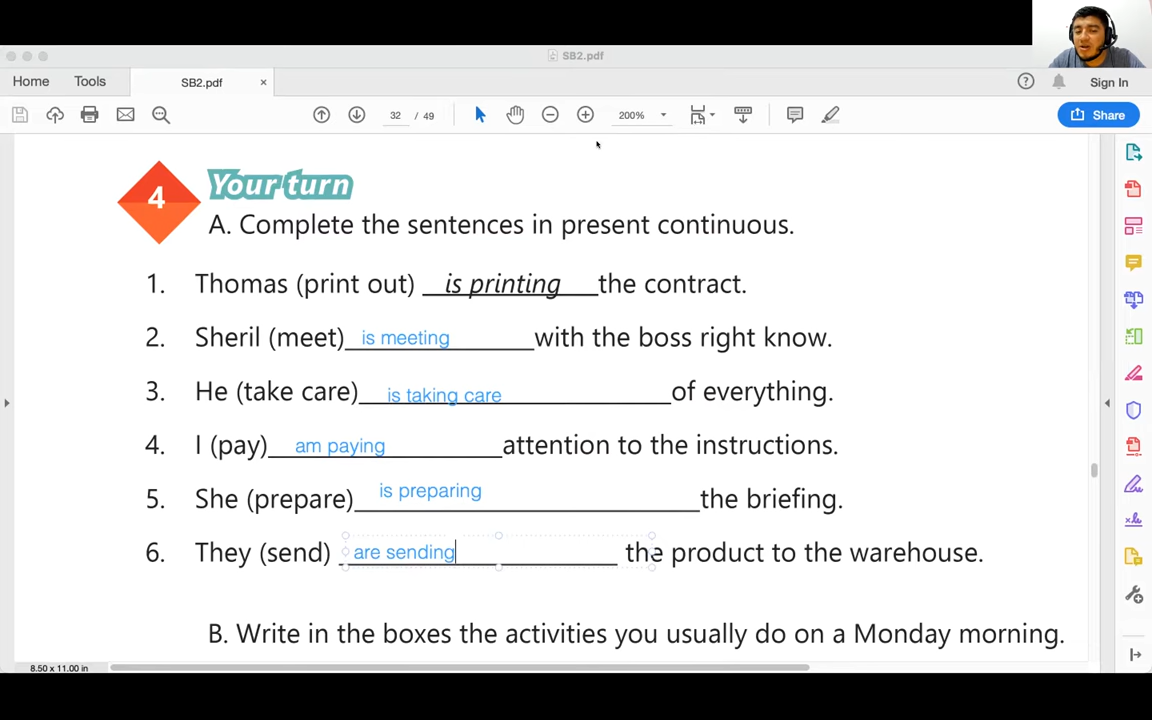 SB2.pdf
Home Tools SB2.pdf × Sign In
32 / 49 200% Share
4 Your turn
A. Complete the sentences in present continuous.
1. Thomas (print out) __is printing___the contract.
2. Sheril (meet) is meeting with the boss right know.
3. He (take care) is taking care of everything.
4. I (pay) am paying attention to the instructions.
5. She (prepare) is preparing the briefing.
6. They (send) are sending the product to the warehouse.
B. Write in the boxes the activities you usually do on a Monday morning.
8.50 x 11.00 in